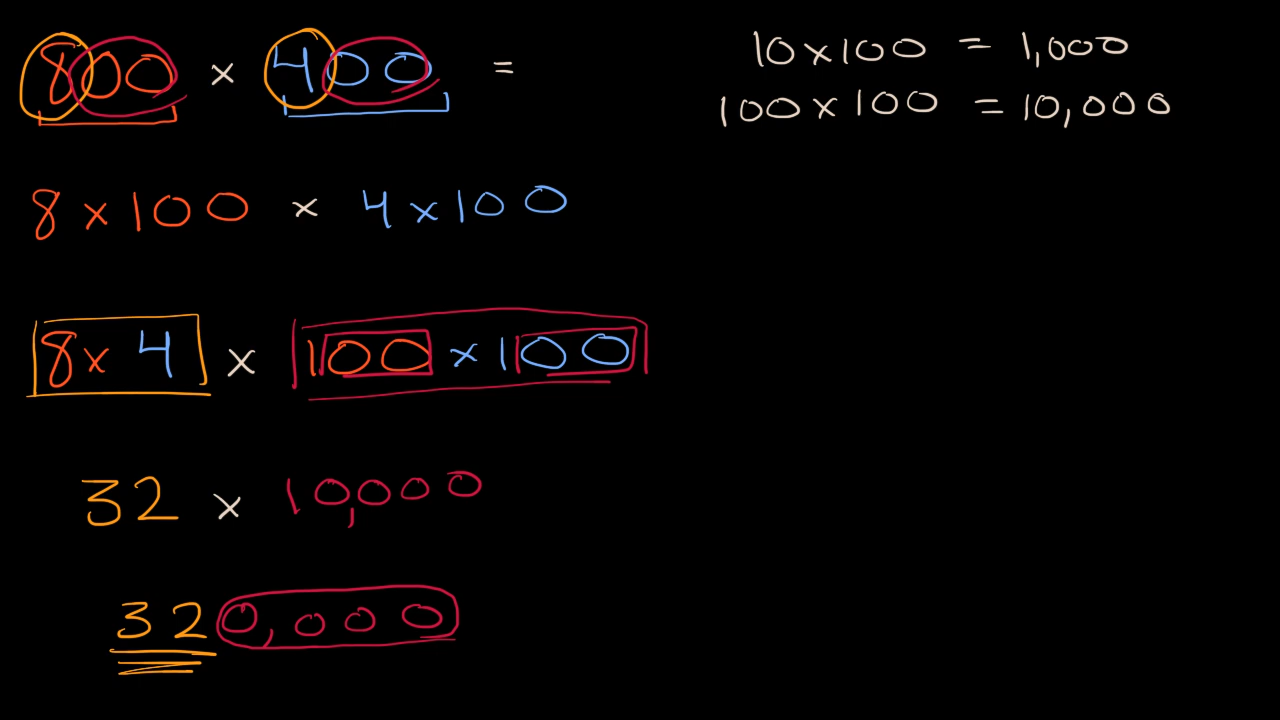 800 × 400 =
10 × 100 = 1,000
100 × 100 = 10,000
8 × 100 × 4 × 100
8 × 4 × 100 × 100
32 × 10,000
320,000